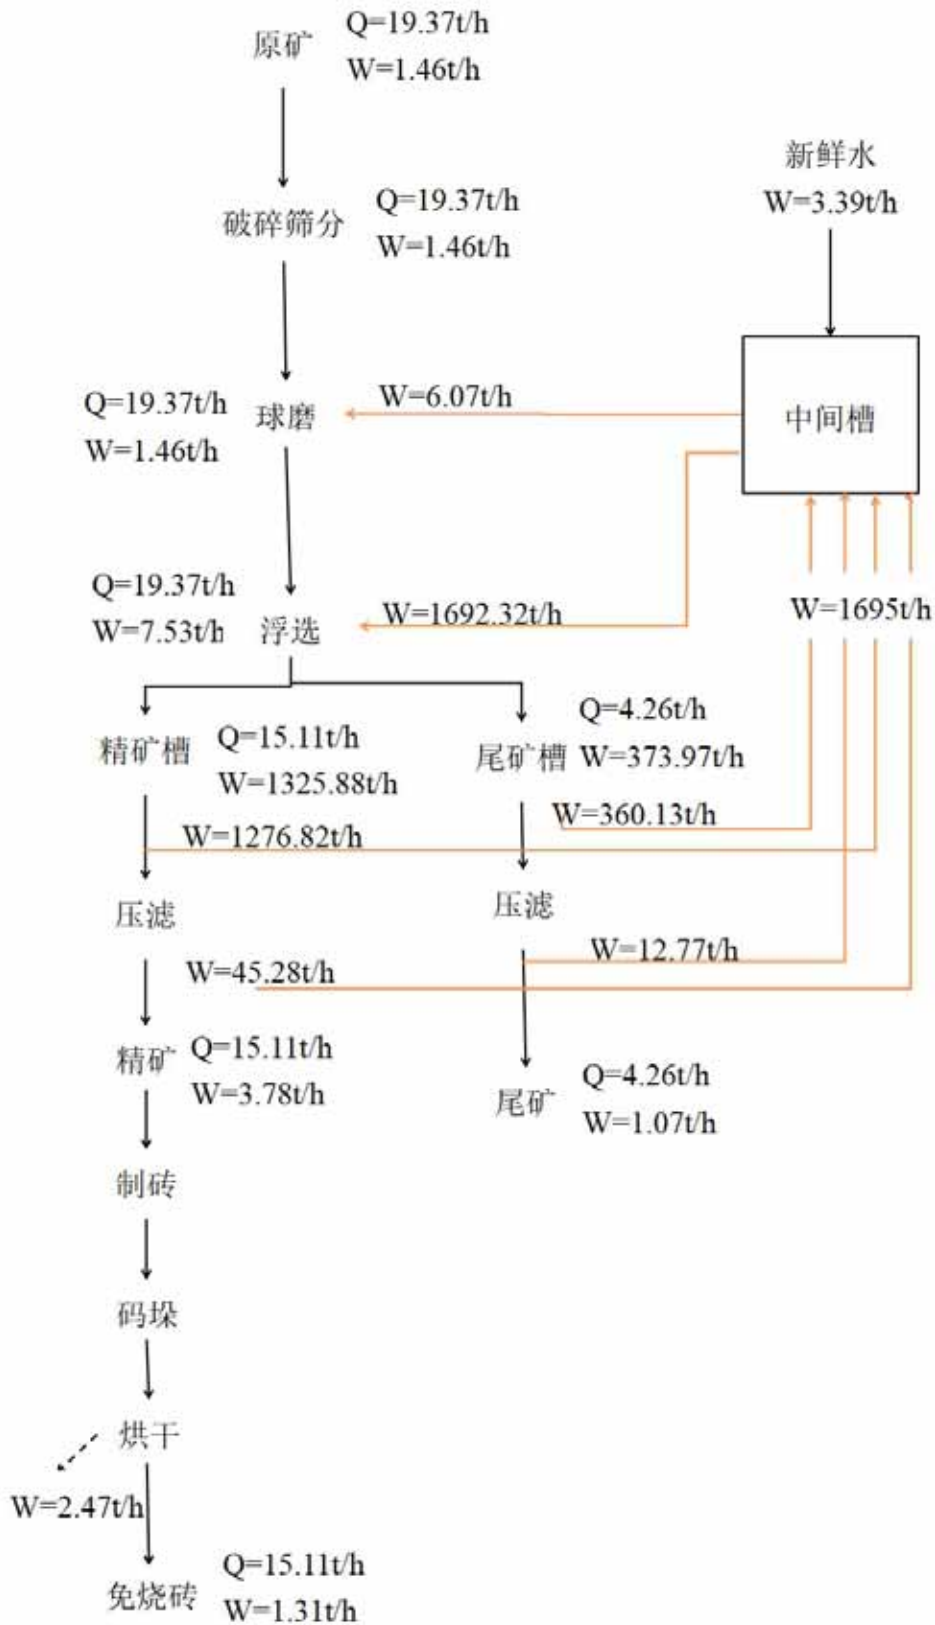 原矿
Q=19.37t/h
W=1.46t/h
新鲜水
W=3.39t/h
破碎筛分
Q=19.37t/h
W=1.46t/h
中间槽
Q=19.37t/h
W=1.46t/h
球磨
W=6.07t/h
Q=19.37t/h
W=7.53t/h
浮选
W=1692.32t/h
W=1695t/h
精矿槽
Q=15.11t/h
W=1325.88t/h
尾矿槽
Q=4.26t/h
W=373.97t/h
W=360.13t/h
W=1276.82t/h
压滤
压滤
W=12.77t/h
W=45.28t/h
精矿
Q=15.11t/h
W=3.78t/h
尾矿
Q=4.26t/h
W=1.07t/h
制砖
码垛
烘干
W=2.47t/h
免烧砖
Q=15.11t/h
W=1.31t/h